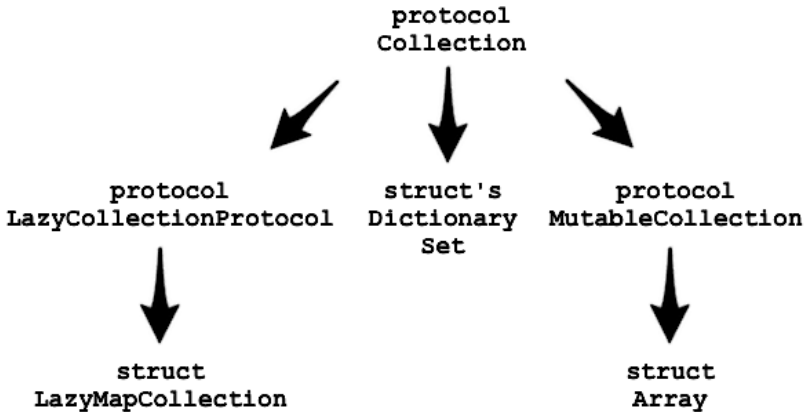 protocol
Collection
protocol
LazyCollectionProtocol
struct's
Dictionary
Set
protocol
MutableCollection
struct
LazyMapCollection
struct
Array